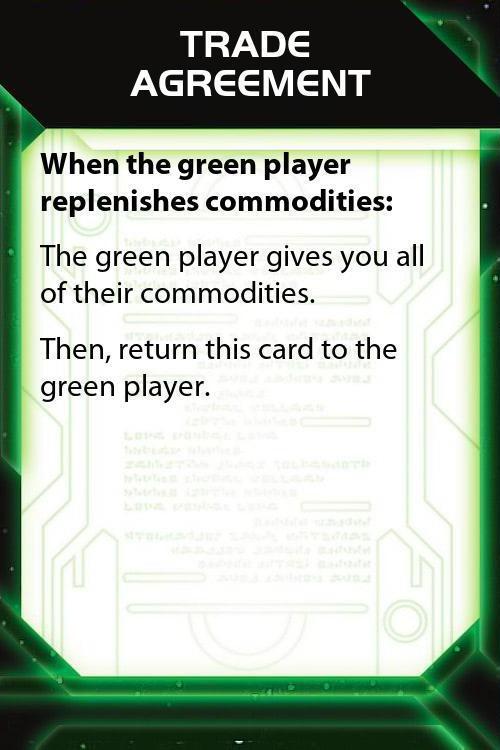 TRADE
AGREEMENT
When the green player
replenishes commodities:
The green player gives you all
of their commodities.
Then, return this card to the
green player.